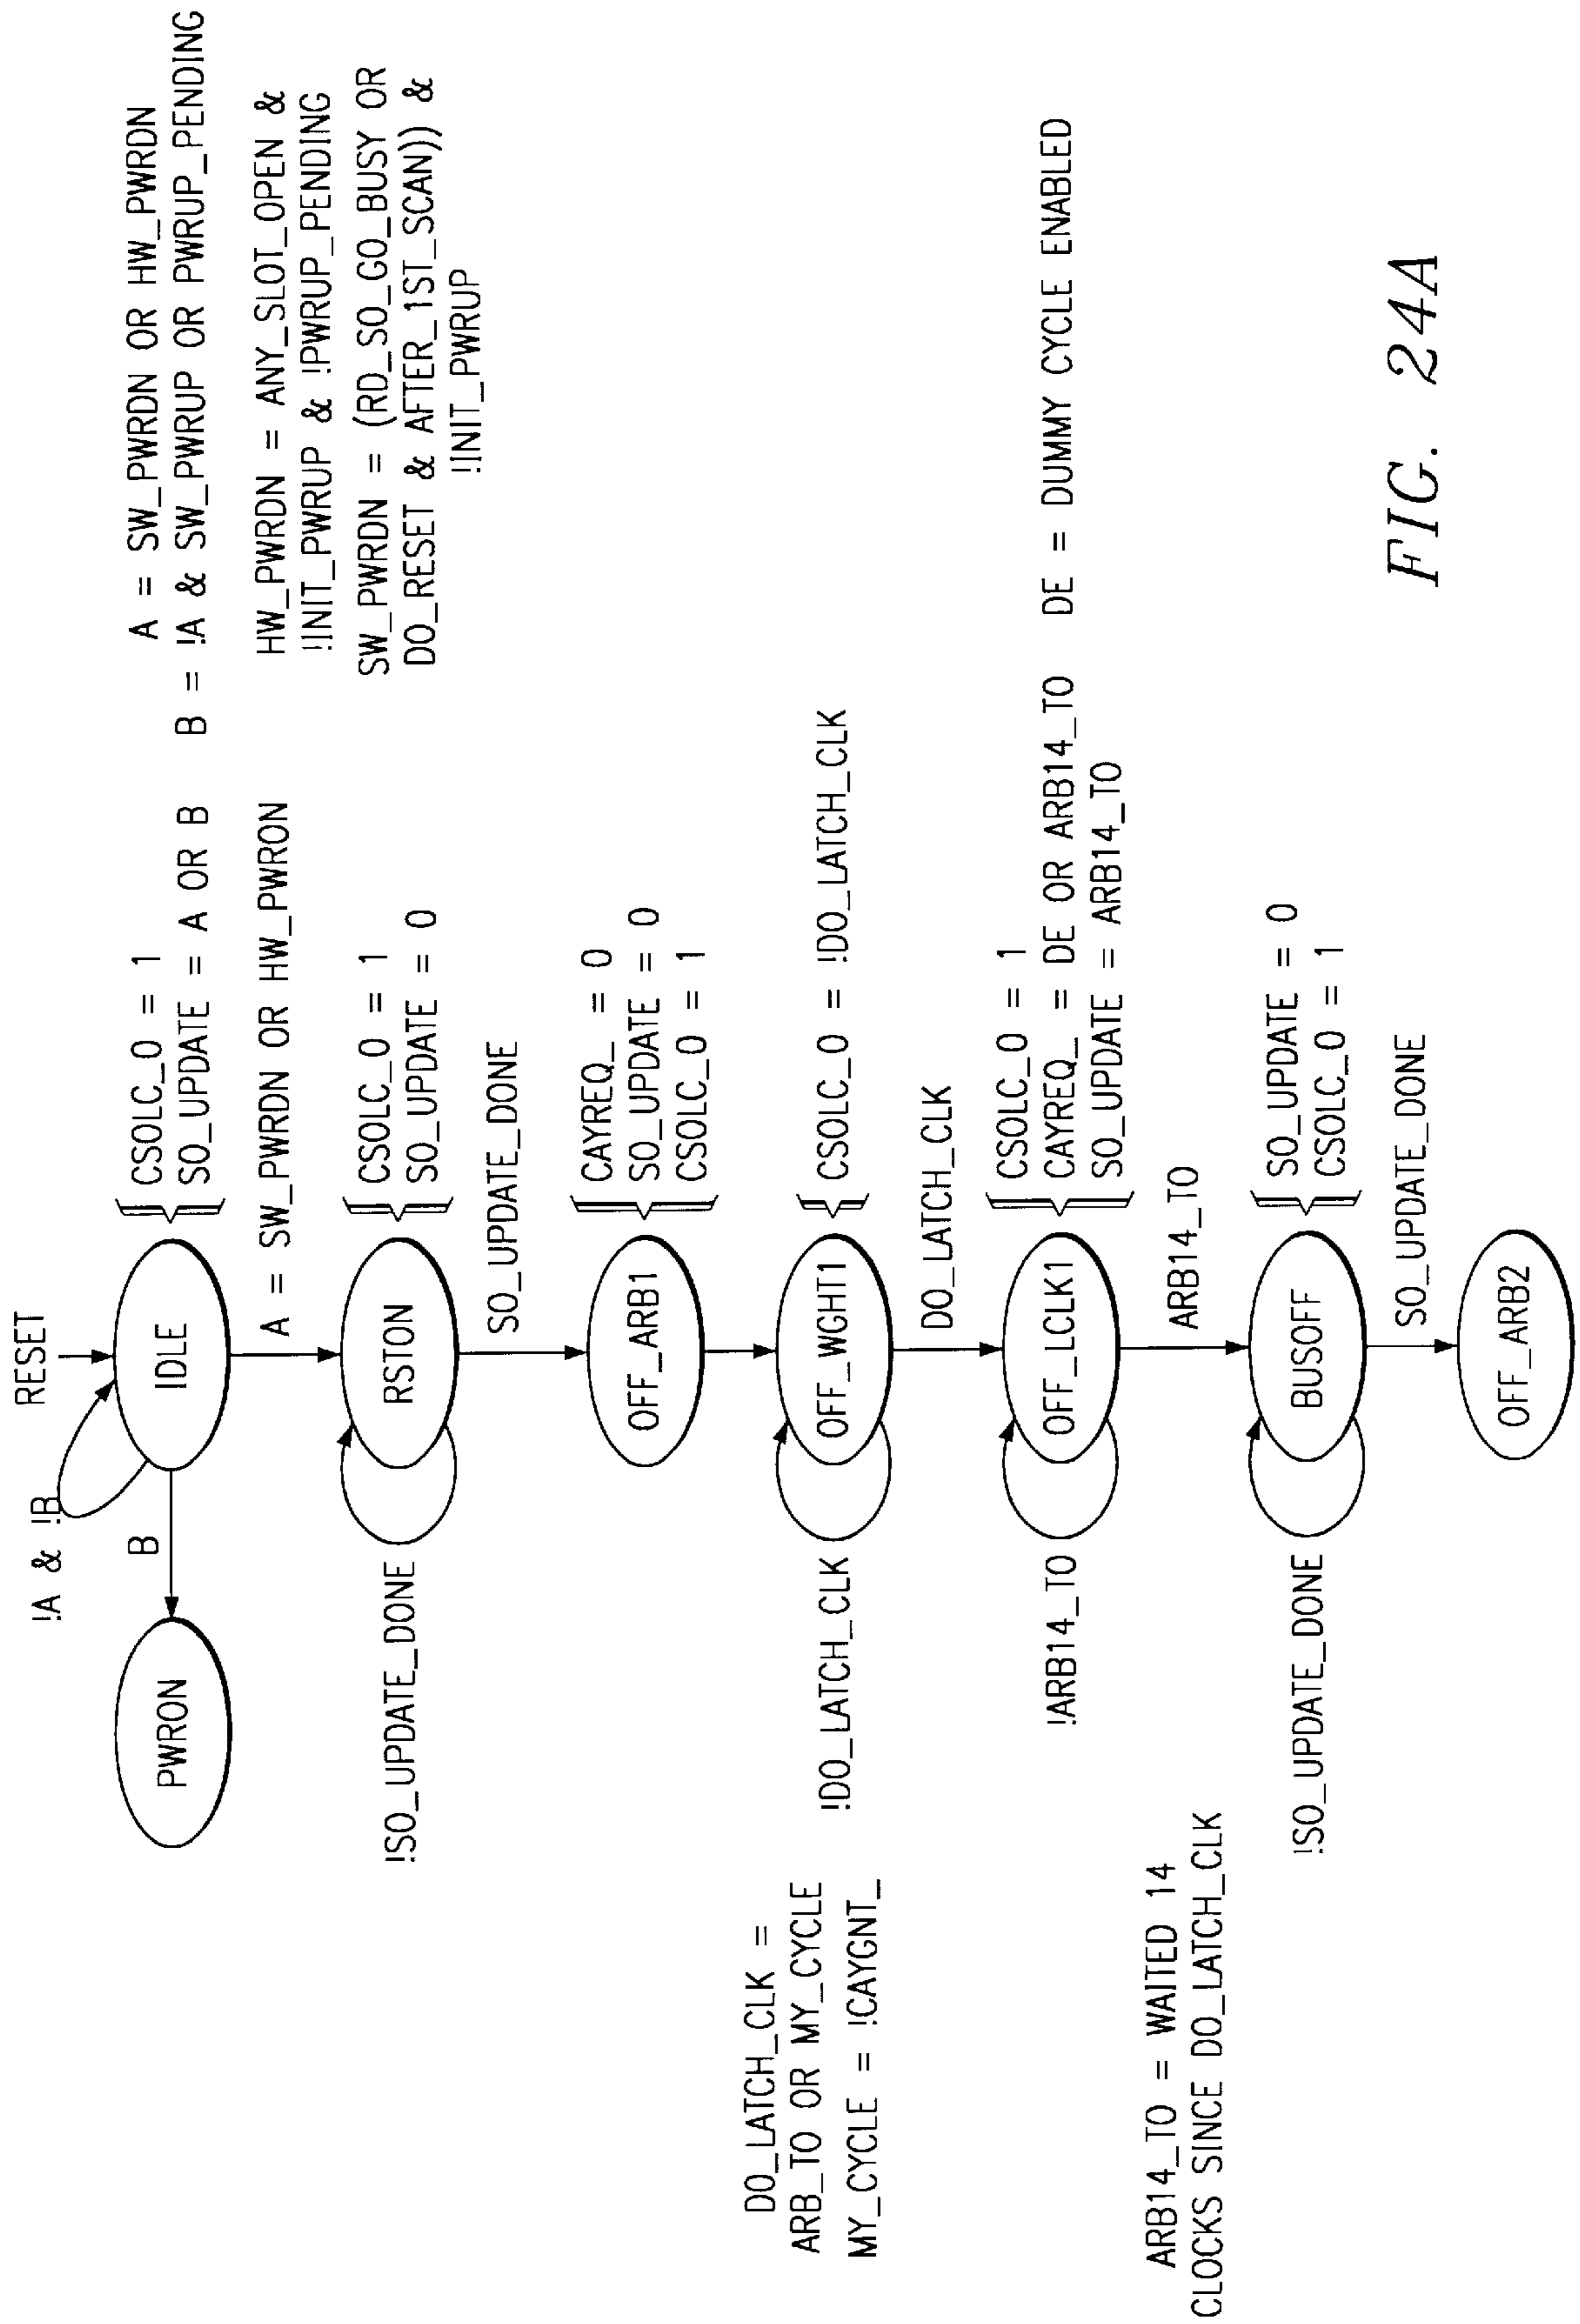 RESET
!A & !B
IDLE
CSOLC_0 = 1
SO_UPDATE = A OR B
A = SW_PWRDN OR HW_PWRDN
B = !A & SW_PWRUP OR PWRUP_PENDING
B
PWRON
A = SW_PWRDN OR HW_PWRON
HW_PWRDN = ANY_SLOT_OPEN &
!INIT_PWRUP & !PWRUP_PENDING
SW_PWRDN = (RD_SO_GO_BUSY OR
DO_RESET & AFTER_1ST_SCAN)) &
!INIT_PWRUP
!SO_UPDATE_DONE
RSTON
CSOLC_0 = 1
SO_UPDATE = 0
SO_UPDATE_DONE
OFF_ARB1
CAYREQ_ = 0
SO_UPDATE = 0
CSOLC_0 = 1
DO_LATCH_CLK =
ARB_TO OR MY_CYCLE
MY_CYCLE = !CAYGNT_
!DO_LATCH_CLK
OFF_WGHT1
CSOLC_0 = !DO_LATCH_CLK
DO_LATCH_CLK
!ARB14_TO
OFF_LCLK1
CSOLC_0 = 1
CAYREQ_ = DE OR ARB14_TO
SO_UPDATE = ARB14_TO
DE = DUMMY CYCLE ENABLED
ARB14_TO
ARB14_TO = WAITED 14
CLOCKS SINCE DO_LATCH_CLK
!SO_UPDATE_DONE
BUSOFF
SO_UPDATE = 0
CSOLC_0 = 1
SO_UPDATE_DONE
OFF_ARB2
FIG. 24A